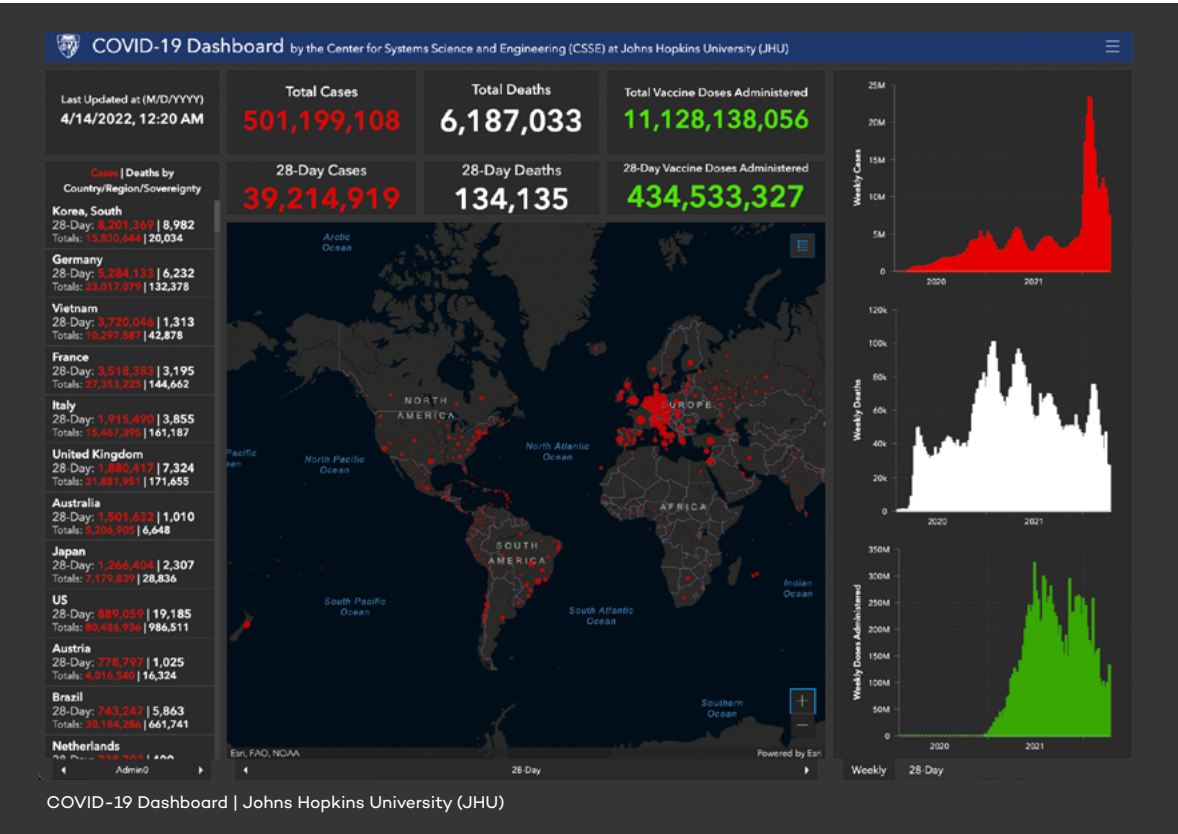 COVID-19 Dashboard by the Center for Systems Science and Engineering (CSSE) at Johns Hopkins University (JHU)
Last Updated at (M/D/YYYY)
4/14/2022, 12:20 AM
Total Cases
501,199,108
Total Deaths
6,187,033
Total Vaccine Doses Administered
11,128,138,056
28-Day Cases
39,214,919
28-Day Deaths
134,135
28-Day Vaccine Doses Administered
434,533,327
Cases | Deaths by
Country/Region/Sovereignty
Korea, South
28-Day: 8,201,369 | 8,982
Totals: 15,830,644 | 20,034
Germany
28-Day: 5,284,133 | 6,232
Totals: 23,017,079 | 132,378
Vietnam
28-Day: 3,720,046 | 1,313
Totals: 10,297,587 | 42,878
France
28-Day: 3,518,383 | 3,195
Totals: 27,353,225 | 144,662
Italy
28-Day: 1,915,490 | 3,855
Totals: 15,467,395 | 161,187
United Kingdom
28-Day: 1,880,417 | 7,324
Totals: 21,881,951 | 171,655
Australia
28-Day: 1,501,632 | 1,010
Totals: 5,206,905 | 6,648
Japan
28-Day: 1,266,404 | 2,307
Totals: 7,179,839 | 28,836
US
28-Day: 889,059 | 19,185
Totals: 80,486,936 | 986,511
Austria
28-Day: 778,797 | 1,025
Totals: 4,016,540 | 16,324
Brazil
28-Day: 743,247 | 5,863
Totals: 30,184,286 | 661,741
Netherlands
Admin0
Arctic
Ocean
NORTH
AMERICA
EUROPE
Pacific
North Pacific
Ocean
North Atlantic
Ocean
AFRICA
SOUTH
AMERICA
Indian
Ocean
South Pacific
Ocean
South Atlantic
Ocean
Southern
Ocean
+
−
Esri, FAO, NOAA
Powered by Esri
28-Day
Weekly Cases
25M
20M
15M
10M
5M
0
2020
2021
Weekly Deaths
120k
100k
80k
60k
40k
20k
0
2020
2021
Weekly Doses Administered
350M
300M
250M
200M
150M
100M
50M
0
2020
2021
Weekly
28-Day
COVID-19 Dashboard | Johns Hopkins University (JHU)